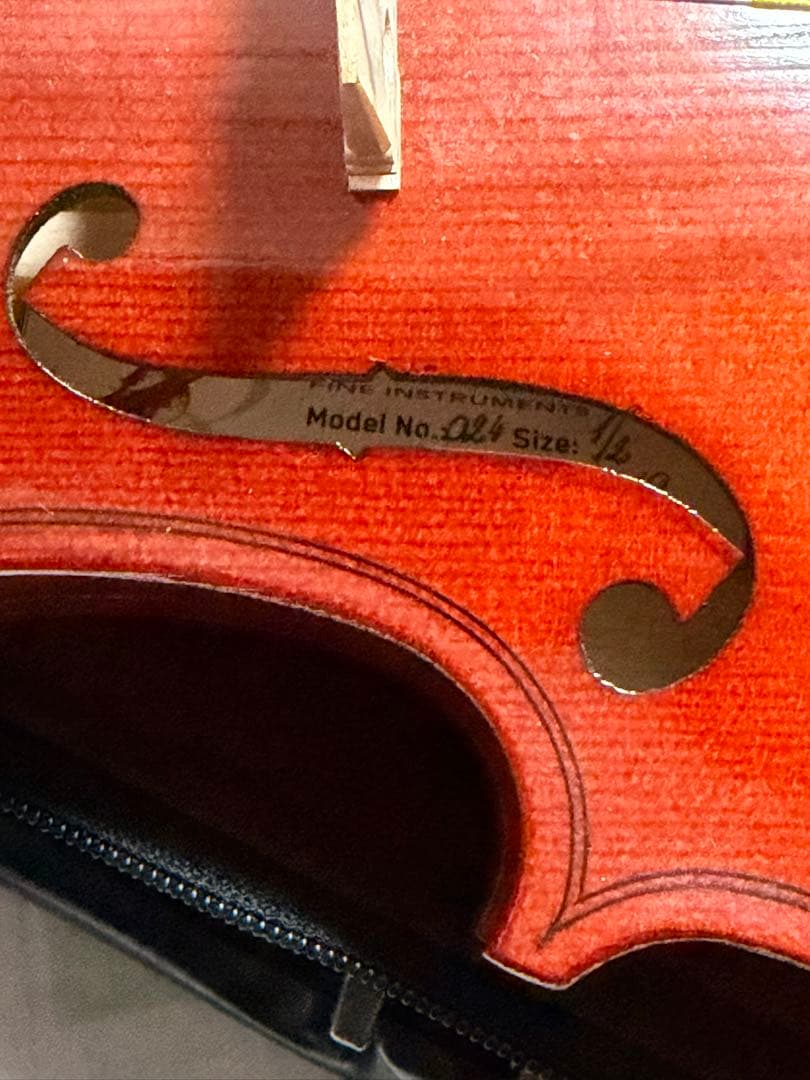 FINE INSTRUMENTS
Model No. 024 Size: 1/2